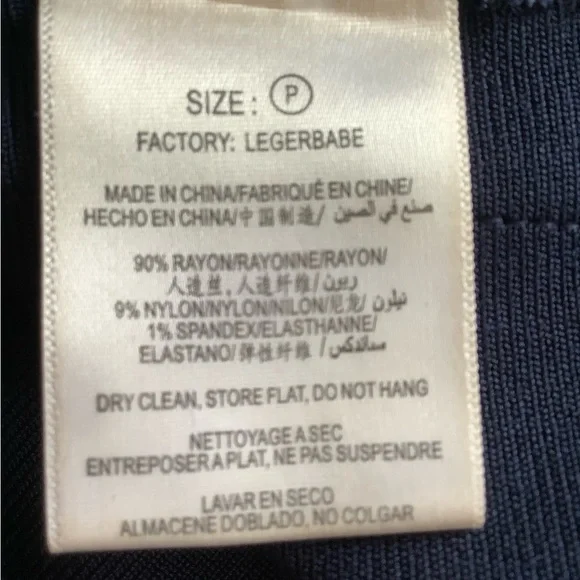 SIZE: P
FACTORY: LEGERBABE
MADE IN CHINA/FABRIQUÉ EN CHINE/
HECHO EN CHINA/中国制造/ صنع في الصين
90% RAYON/RAYONNE/RAYON/
人造丝, 人造纤维/ ريون/
9% NYLON/NYLON/NILON/尼龙/ نيلون
1% SPANDEX/ELASTHANNE/
ELASTANO/弹性纤维/ سباندكس
DRY CLEAN, STORE FLAT, DO NOT HANG
NETTOYAGE A SEC
ENTREPOSER A PLAT, NE PAS SUSPENDRE
LAVAR EN SECO
ALMACENE DOBLADO, NO COLGAR